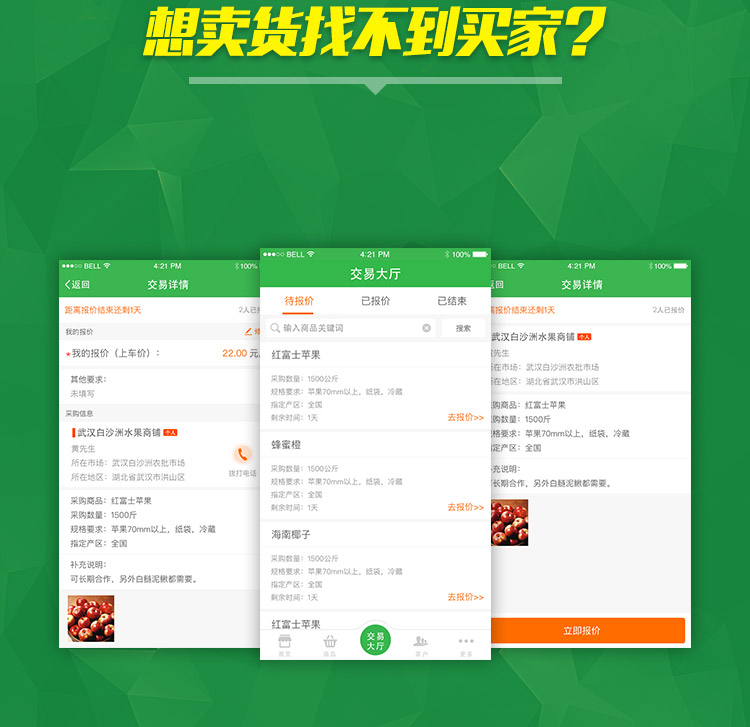 想卖货找不到买家?
BELL 4:21 PM 100%
返回 交易详情
距离报价结束还剩1天 2人已
我的报价
*我的报价（上车价）： 22.00 元
其他要求：
未填写
采购信息
武汉白沙洲水果商铺 个人
黄先生
所在市场：武汉白沙洲农批市场
所在地区：湖北省武汉市洪山区
拨打电话
采购商品：红富士苹果
采购数量：1500斤
规格要求：苹果70mm以上，纸袋，冷藏
指定产区：全国
补充说明：
可长期合作，另外白鲢泥鳅都需要。
BELL 4:21 PM 100%
交易大厅
待报价 已报价 已结束
输入商品关键词 搜索
红富士苹果
采购数量：1500公斤
规格要求：苹果70mm以上，纸袋，冷藏
指定产区：全国
剩余时间：1天 去报价>>
蜂蜜橙
采购数量：1500公斤
规格要求：苹果70mm以上，纸袋，冷藏
指定产区：全国
剩余时间：1天 去报价>>
海南椰子
采购数量：1500公斤
规格要求：苹果70mm以上，纸袋，冷藏
指定产区：全国
剩余时间：1天 去报价>>
红富士苹果
首页 商品 交易大厅 客户 更多
BELL 4:21 PM 100%
返回 交易详情
距离报价结束还剩1天 2人已报价
武汉白沙洲水果商铺 个人
黄先生
所在市场：武汉白沙洲农批市场
所在地区：湖北省武汉市洪山区
采购商品：红富士苹果
采购数量：1500斤
规格要求：苹果70mm以上，纸袋，冷藏
指定产区：全国
补充说明：
可长期合作，另外白鲢泥鳅都需要。
立即报价